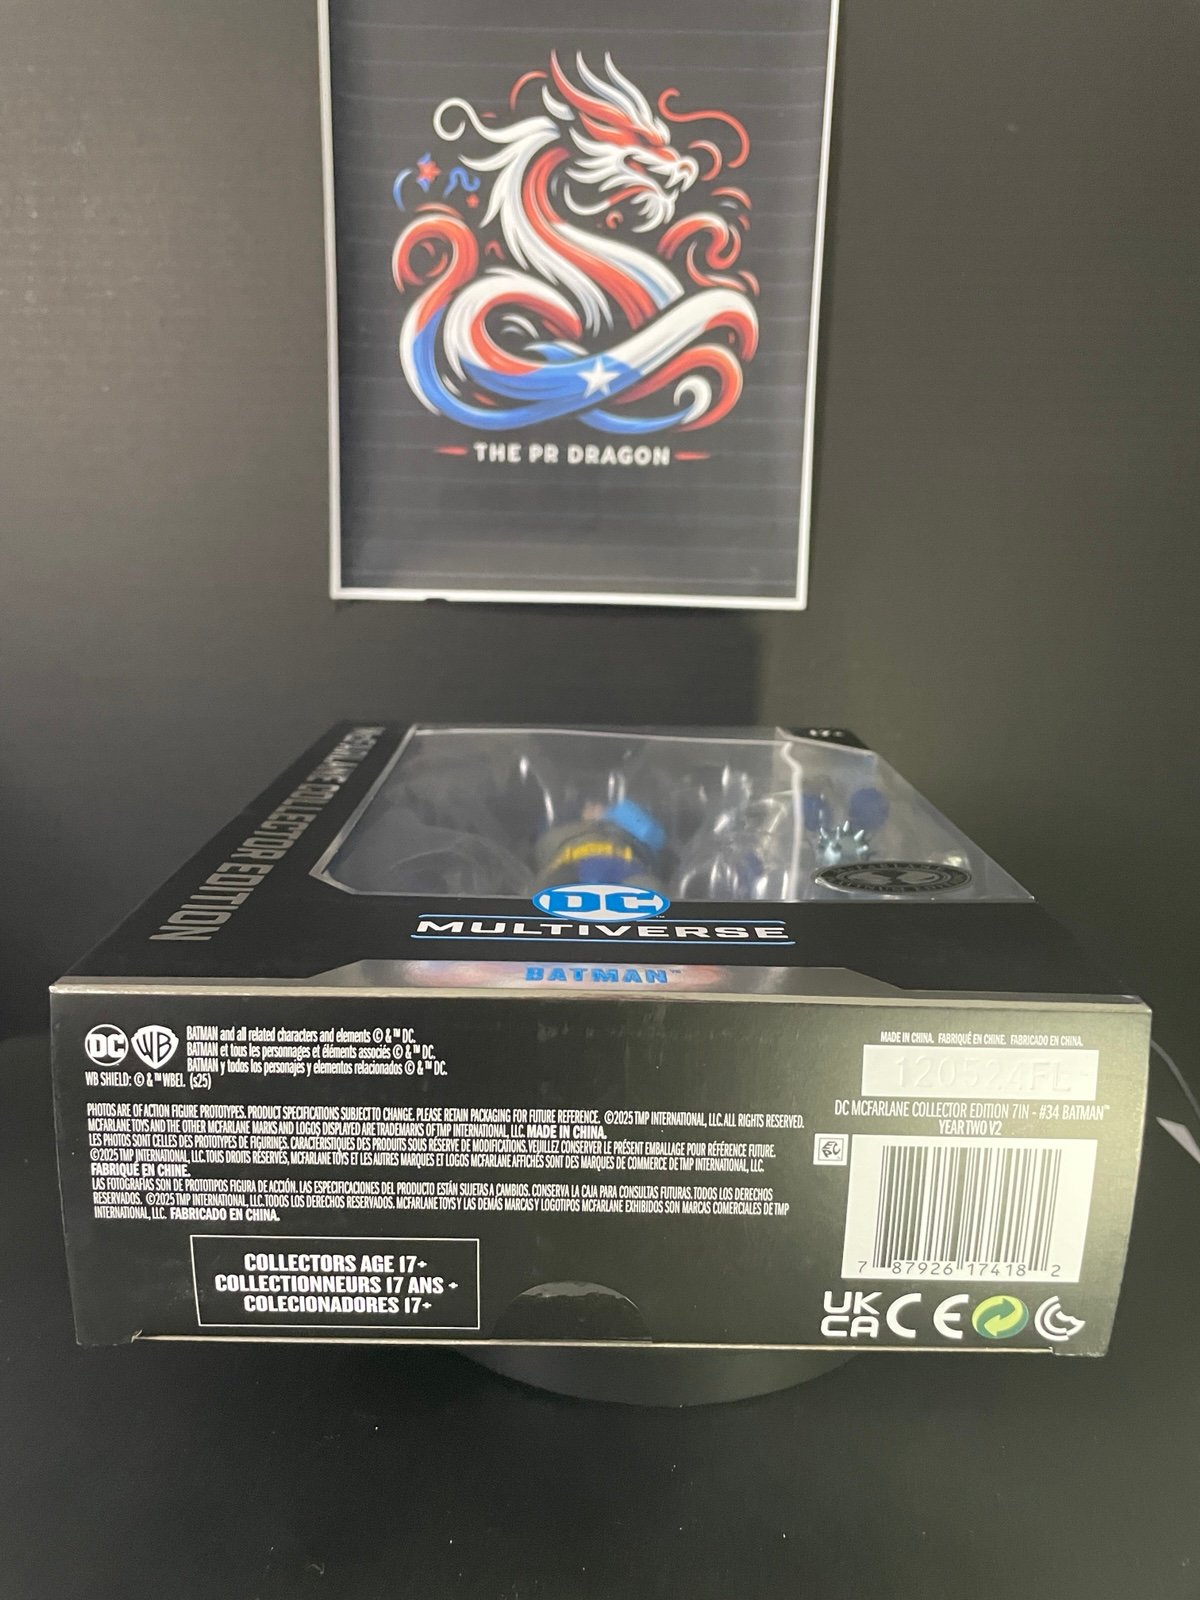 THE PR DRAGON
17+
McFARLANE COLLECTOR EDITION
DC
MULTIVERSE
BATMAN™
DC WB
BATMAN and all related characters and elements © & ™ DC.
BATMAN et tous les personnages et éléments associés © & ™ DC.
BATMAN y todos los personajes y elementos relacionados © & ™ DC.
WB SHIELD: © & ™ WBEI. (s25)
PHOTOS ARE OF ACTION FIGURE PROTOTYPES. PRODUCT SPECIFICATIONS SUBJECT TO CHANGE. PLEASE RETAIN PACKAGING FOR FUTURE REFERENCE. ©2025 TMP INTERNATIONAL, LLC. ALL RIGHTS RESERVED.
MCFARLANE TOYS AND THE OTHER MCFARLANE MARKS AND LOGOS DISPLAYED ARE TRADEMARKS OF TMP INTERNATIONAL, LLC. MADE IN CHINA.
LES PHOTOS SONT CELLES DES PROTOTYPES DE FIGURINES. CARACTÉRISTIQUES DES PRODUITS SOUS RÉSERVE DE MODIFICATIONS. VEUILLEZ CONSERVER LE PRÉSENT EMBALLAGE POUR RÉFÉRENCE FUTURE.
©2025 TMP INTERNATIONAL, LLC. TOUS DROITS RÉSERVÉS, MCFARLANE TOYS ET LES AUTRES MARQUES ET LOGOS MCFARLANE AFFICHÉS SONT DES MARQUES DE COMMERCE DE TMP INTERNATIONAL, LLC.
FABRIQUÉ EN CHINE.
LAS FOTOGRAFÍAS SON DE PROTOTIPOS FIGURA DE ACCIÓN. LAS ESPECIFICACIONES DEL PRODUCTO ESTÁN SUJETAS A CAMBIOS. CONSERVA LA CAJA PARA CONSULTAS FUTURAS. TODOS LOS DERECHOS
RESERVADOS. ©2025 TMP INTERNATIONAL, LLC. TODOS LOS DERECHOS RESERVADOS. MCFARLANE TOYS Y LAS DEMÁS MARCAS Y LOGOTIPOS MCFARLANE EXHIBIDOS SON MARCAS COMERCIALES DE TMP
INTERNATIONAL, LLC. FABRICADO EN CHINA.
COLLECTORS AGE 17+
COLLECTIONNEURS 17 ANS +
COLECIONADORES 17+
MADE IN CHINA. FABRIQUÉ EN CHINE. FABRICADO EN CHINA.
120524FL
DC MCFARLANE COLLECTOR EDITION 7IN - #34 BATMAN™
YEAR TWO V2
7 87926 17418 2
UK
CA CE